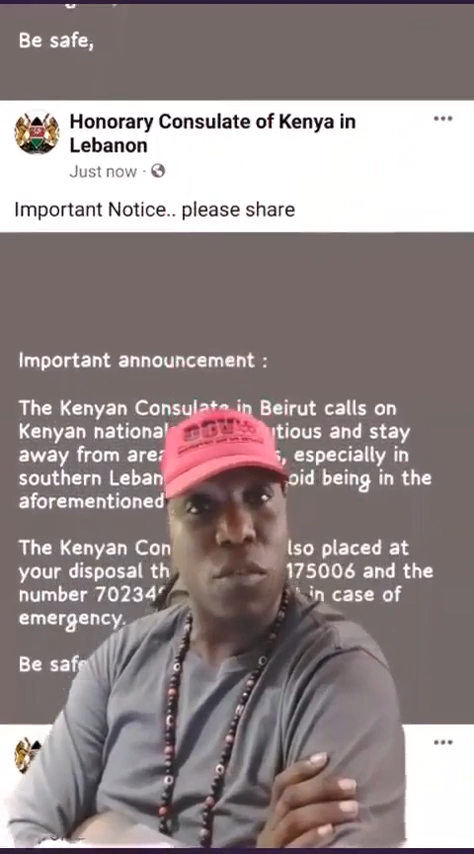 Be safe,
Honorary Consulate of Kenya in
Lebanon
Just now ·
Important Notice.. please share
Important announcement :
The Kenyan Consulate in Beirut calls on
Kenyan national tious and stay
away from area s, especially in
southern Leban oid being in the
aforementioned
The Kenyan Con lso placed at
your disposal th 175006 and the
number 70234 in case of
emergency.
Be safe